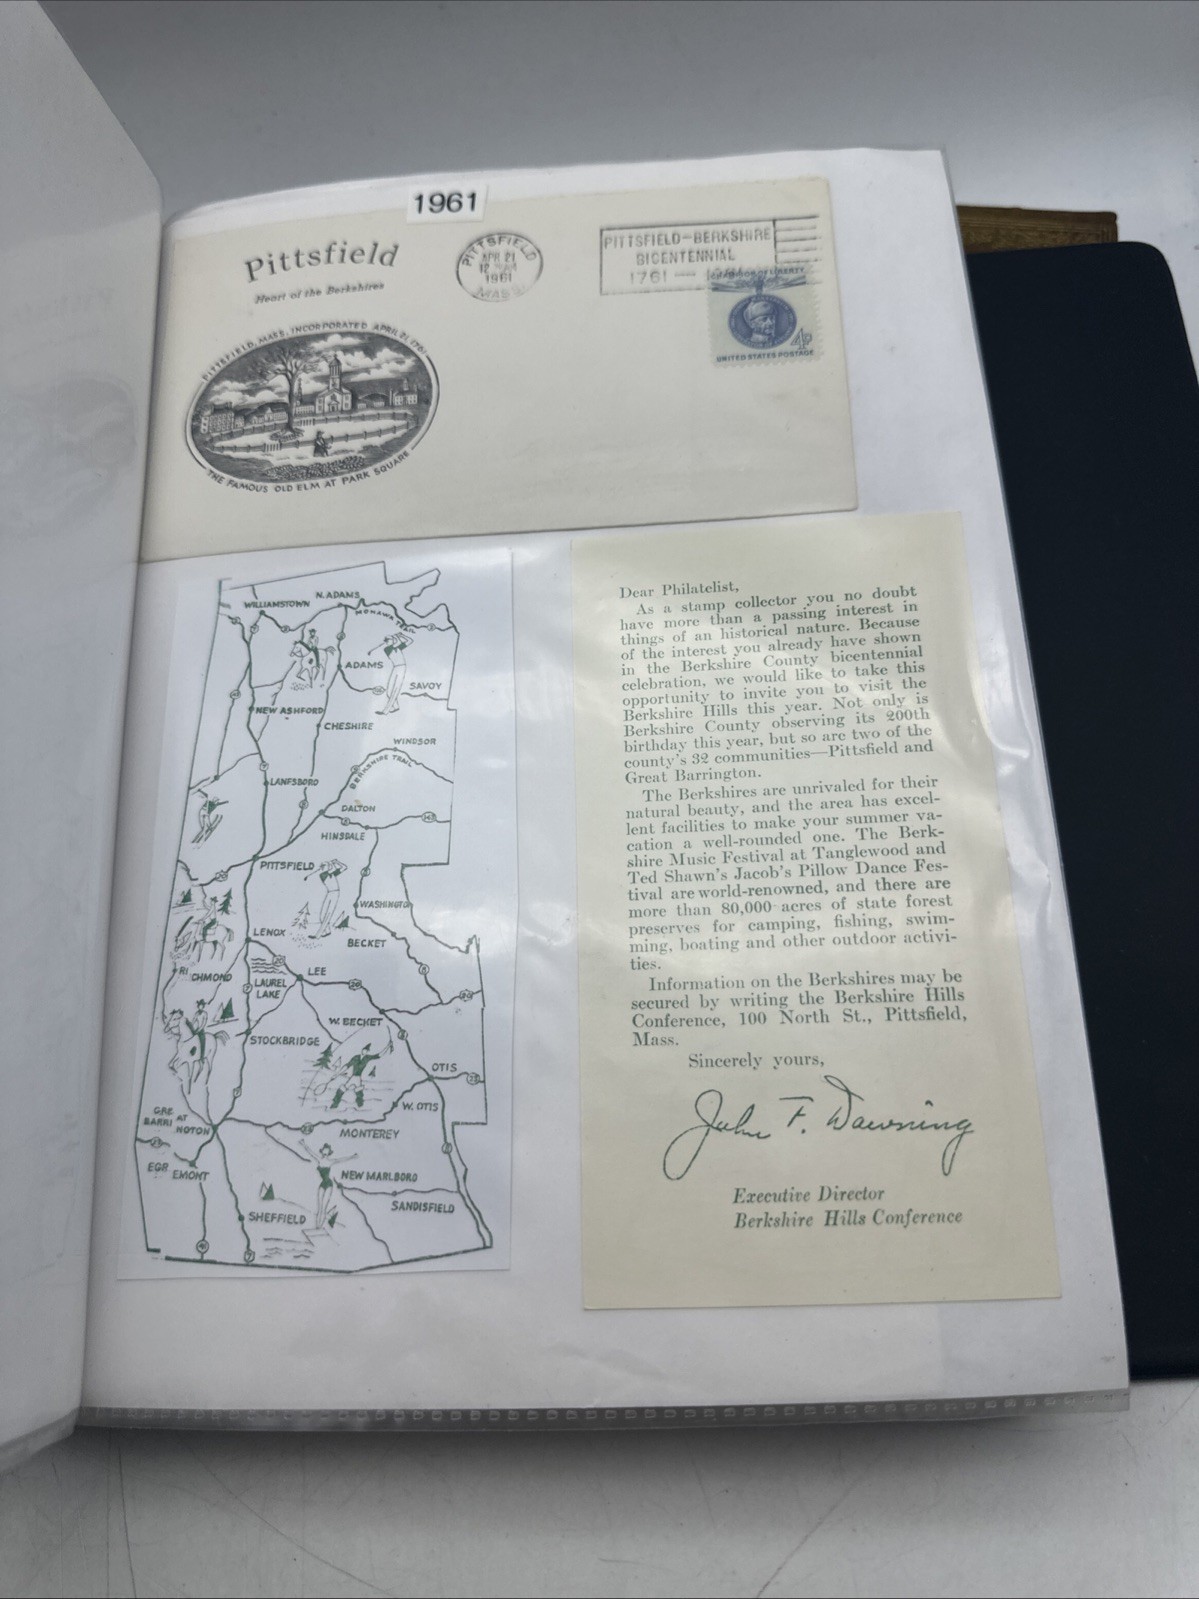 1961
Pittsfield
Heart of the Berkshires
PITTSFIELD, MASS. INCORPORATED APRIL 21, 1761
THE FAMOUS OLD ELM AT PARK SQUARE
PITTSFIELD
APR 21
12
1961
MASS.
PITTSFIELD-BERKSHIRE
BICENTENNIAL
1761 — 1961
CHAMPION OF LIBERTY
4¢
UNITED STATES POSTAGE
WILLIAMSTOWN
N. ADAMS
MOHAWK TRAIL
ADAMS
SAVOY
NEW ASHFORD
CHESHIRE
WINDSOR
BERKSHIRE TRAIL
LANESBORO
DALTON
HINSDALE
PITTSFIELD
WASHINGTO
LENOX
BECKET
RI CHMOND
LEE
LAUREL
LAKE
W. BECKET
STOCKBRIDGE
OTIS
W. OTIS
GRE AT
BARRI NGTON
MONTEREY
EGR EMONT
NEW MARLBORO
SANDISFIELD
SHEFFIELD
Dear Philatelist,
As a stamp collector you no doubt
have more than a passing interest in
things of an historical nature. Because
of the interest you already have shown
in the Berkshire County bicentennial
celebration, we would like to take this
opportunity to invite you to visit the
Berkshire Hills this year. Not only is
Berkshire County observing its 200th
birthday this year, but so are two of the
county's 32 communities—Pittsfield and
Great Barrington.
The Berkshires are unrivaled for their
natural beauty, and the area has excel-
lent facilities to make your summer va-
cation a well-rounded one. The Berk-
shire Music Festival at Tanglewood and
Ted Shawn's Jacob's Pillow Dance Fes-
tival are world-renowned, and there are
more than 80,000 acres of state forest
preserves for camping, fishing, swim-
ming, boating and other outdoor activi-
ties.
Information on the Berkshires may be
secured by writing the Berkshire Hills
Conference, 100 North St., Pittsfield,
Mass.
Sincerely yours,
John F. Downing
Executive Director
Berkshire Hills Conference